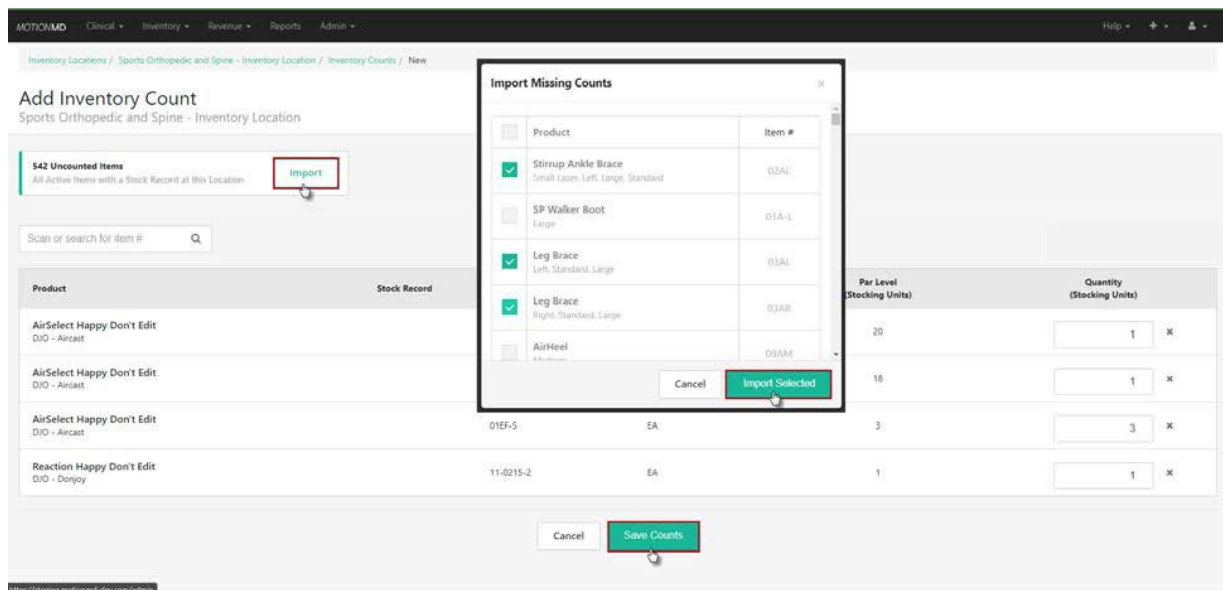 MOTIONMD Clinical Inventory Revenue Reports Admin Help
Inventory Locations / Sports Orthopedic and Spine - Inventory Location / Inventory Counts / New
Add Inventory Count
Sports Orthopedic and Spine - Inventory Location
542 Uncounted Items
All Active Items with a Stock Record at this Location
Import
Scan or search for item #
Import Missing Counts
×
Product Item #
Stirrup Ankle Brace
Left, Large, Standard
02AL
SP Walker Boot
Large
01A-L
Leg Brace
Left, Standard, Large
03AL
Leg Brace
Right, Standard, Large
03AR
AirHeel
09AM
Cancel Import Selected
Product Stock Record Par Level Quantity
(Stocking Units) (Stocking Units)
AirSelect Happy Don't Edit
DJO - Aircast
20 1
AirSelect Happy Don't Edit
DJO - Aircast
18 1
AirSelect Happy Don't Edit
DJO - Aircast
01EF-S EA 3 3
Reaction Happy Don't Edit
DJO - Donjoy
11-0215-2 EA 1 1
Cancel Save Counts